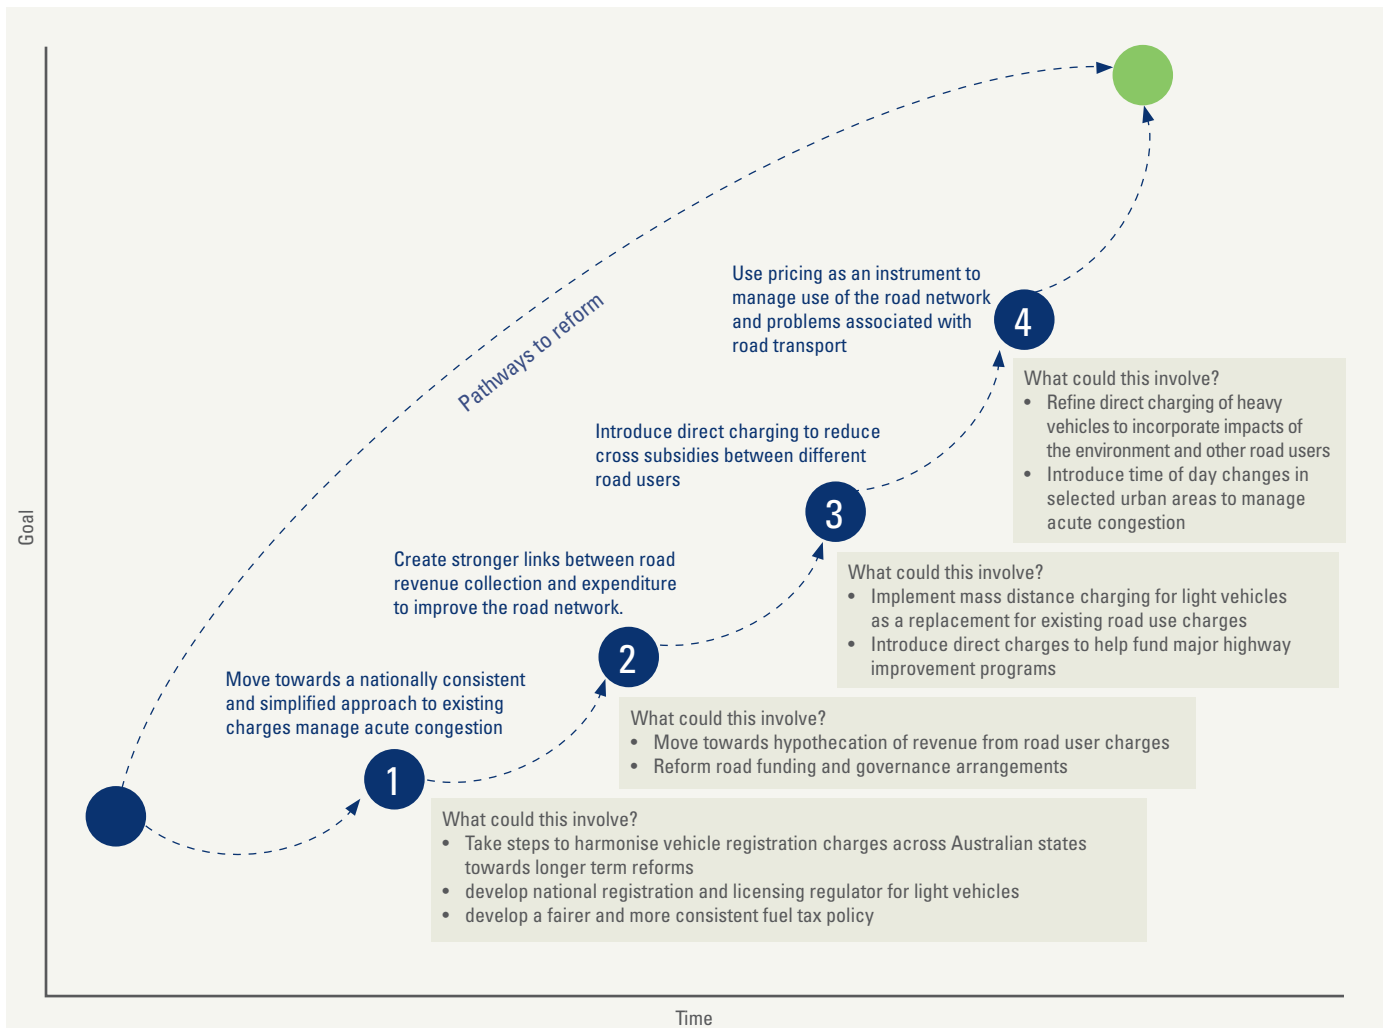 Use pricing as an instrument to
manage use of the road network
and problems associated with
road transport
4
What could this involve?
• Refine direct charging of heavy
vehicles to incorporate impacts of
the environment and other road users
• Introduce time of day changes in
selected urban areas to manage
acute congestion
Pathways to reform
Introduce direct charging to reduce
cross subsidies between different
road users
3
What could this involve?
• Implement mass distance charging for light vehicles
as a replacement for existing road use charges
• Introduce direct charges to help fund major highway
improvement programs
Goal
Create stronger links between road
revenue collection and expenditure
to improve the road network.
2
What could this involve?
• Move towards hypothecation of revenue from road user charges
• Reform road funding and governance arrangements
Move towards a nationally consistent
and simplified approach to existing
charges manage acute congestion
1
What could this involve?
• Take steps to harmonise vehicle registration charges across Australian states
towards longer term reforms
• develop national registration and licensing regulator for light vehicles
• develop a fairer and more consistent fuel tax policy
Time